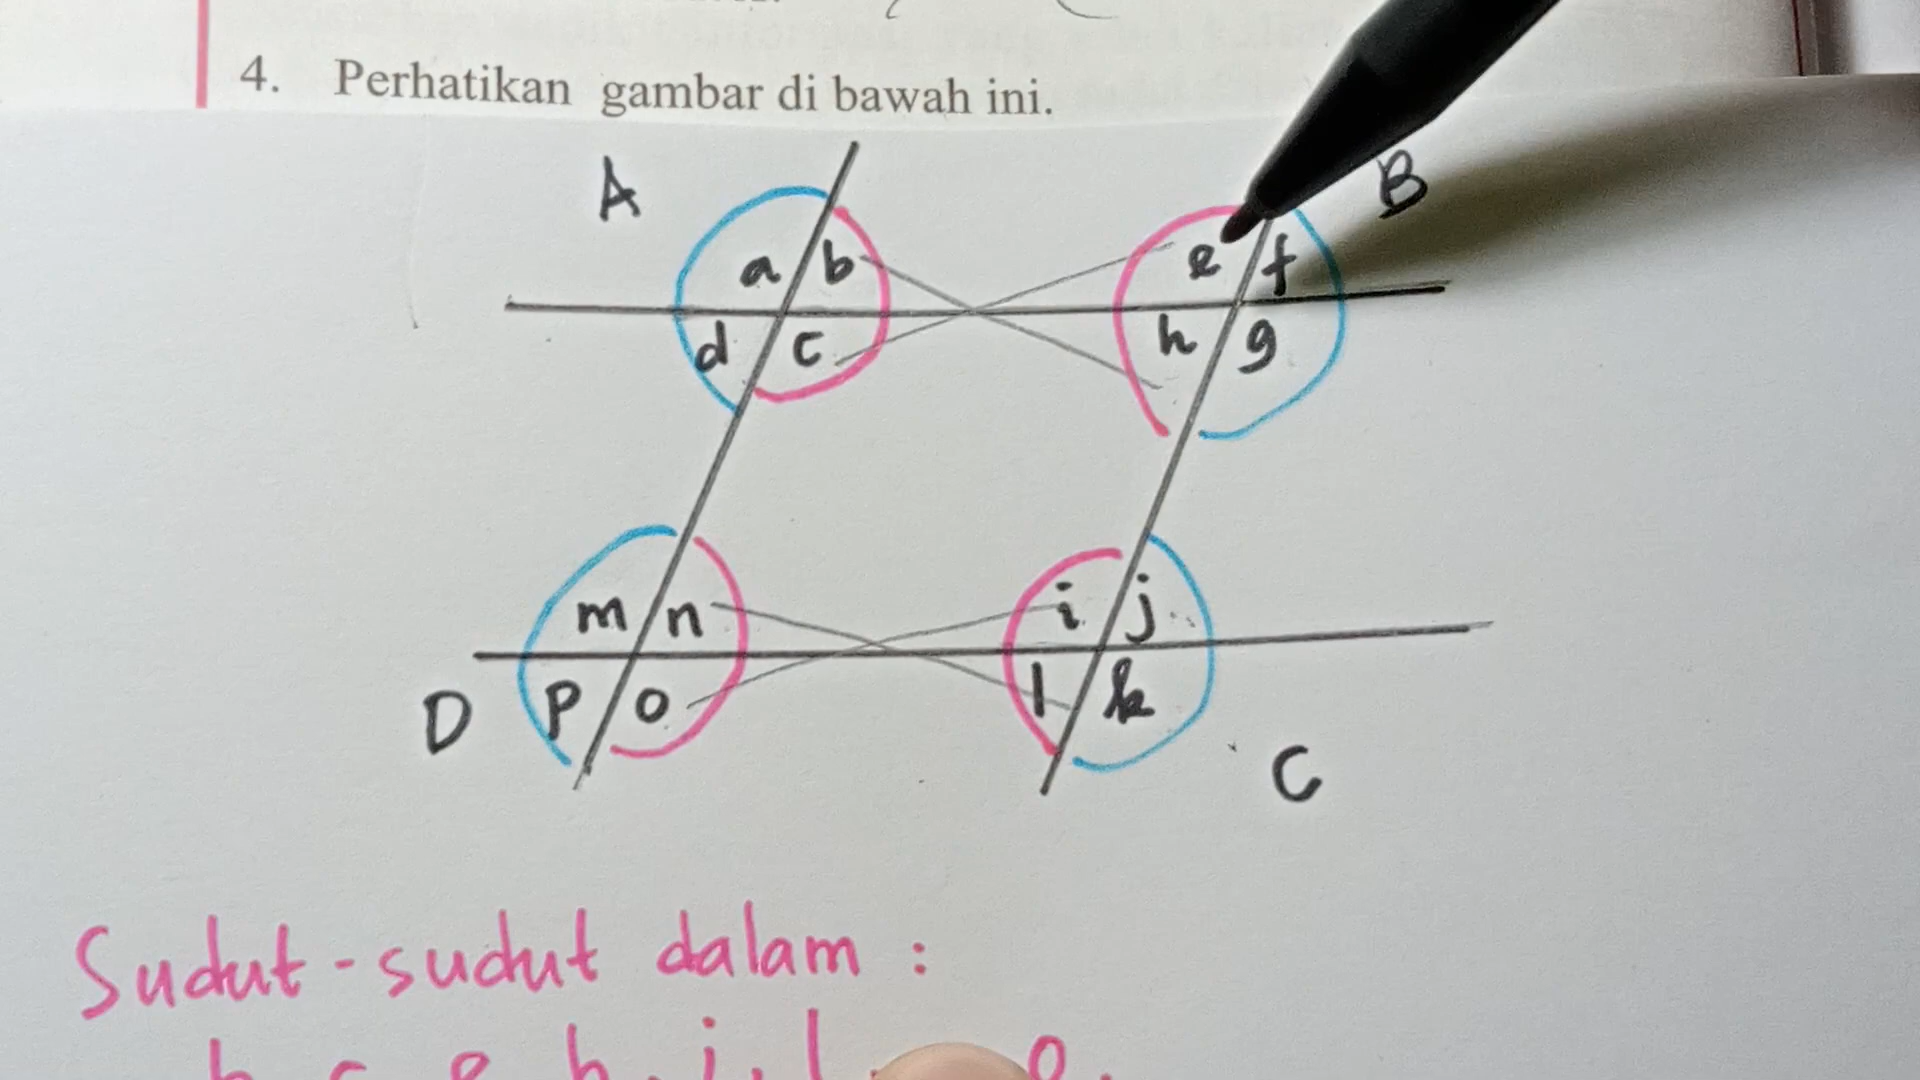 4. Perhatikan gambar di bawah ini.
A B
a b e f
d c h g
m n i j
p o l k
D C
Sudut-sudut dalam :
b c e h, i, l o,